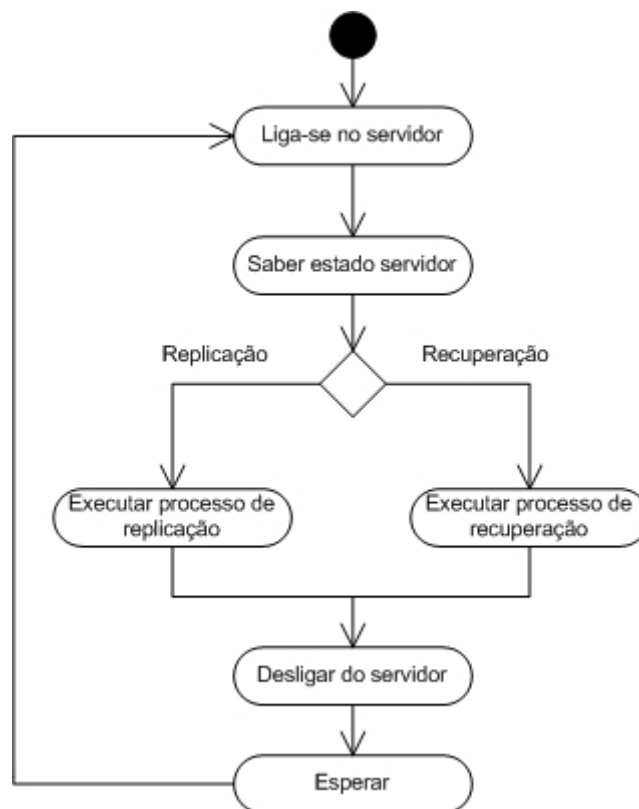 Liga-se no servidor
Saber estado servidor
Replicação
Recuperação
Executar processo de
replicação
Executar processo de
recuperação
Desligar do servidor
Esperar